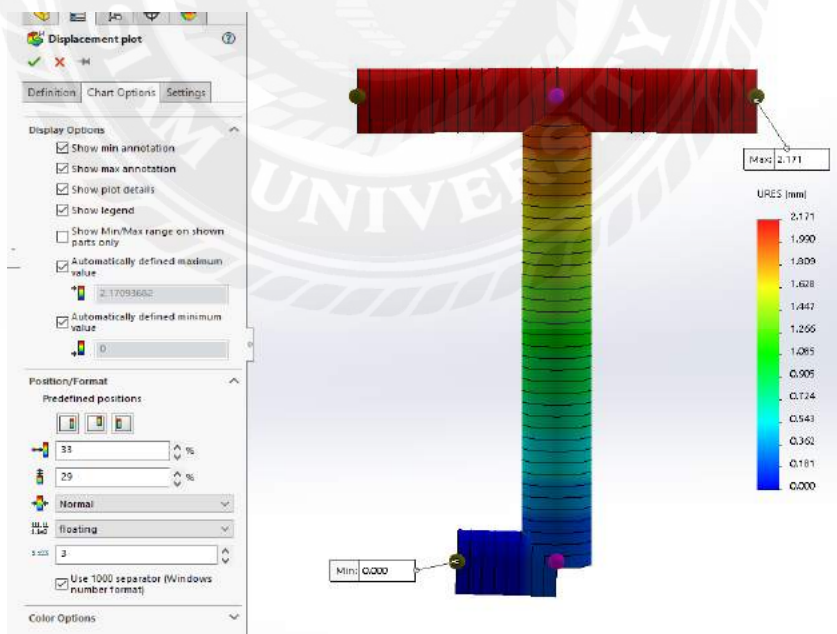 Displacement plot
Definition
Chart Options
Settings
Display Options
Show min annotation
Show max annotation
Show plot details
Show legend
Show Min/Max range on shown
parts only
Automatically defined maximum
value
2.17093682
Automatically defined minimum
value
0
Position/Format
Predefined positions
33 %
29 %
Normal
floating
3
Use 1000 separator (Windows
number format)
Color Options
SIAM UNIVERSITY
Max: 2.171
Min: 0.000
URES (mm)
2.171
1.990
1.809
1.628
1.447
1.266
1.085
0.905
0.724
0.543
0.362
0.181
0.000